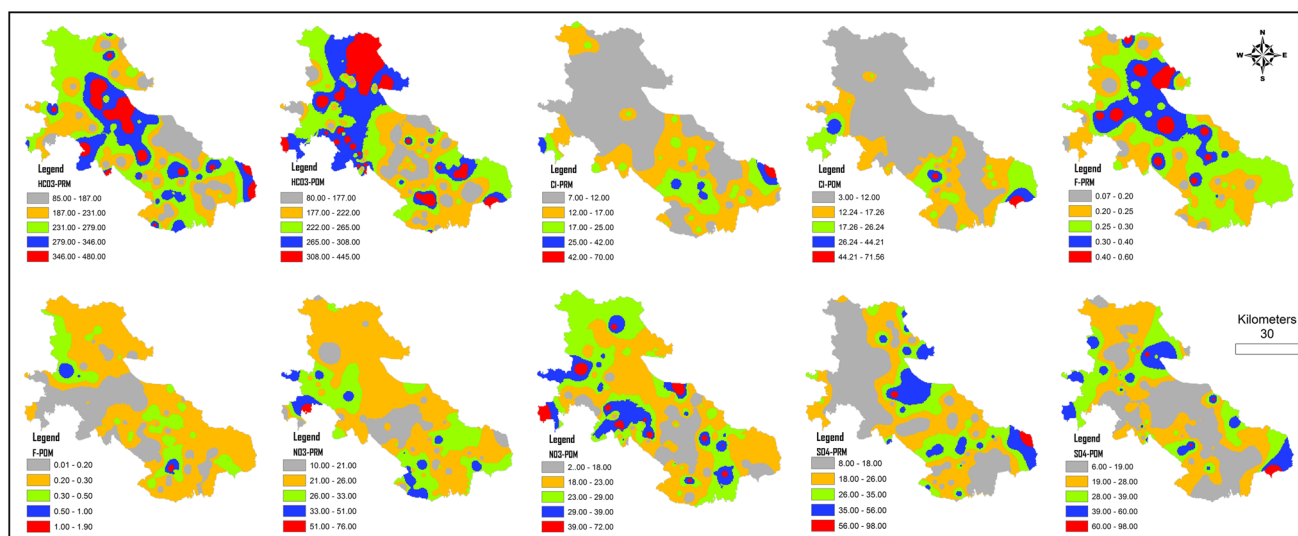 N
W E
S
Legend
HCO3-PRM
85.00 - 187.00
187.00 - 231.00
231.00 - 279.00
279.00 - 346.00
346.00 - 480.00
Legend
HCO3-POM
80.00 - 177.00
177.00 - 222.00
222.00 - 265.00
265.00 - 308.00
308.00 - 445.00
Legend
Cl-PRM
7.00 - 12.00
12.00 - 17.00
17.00 - 25.00
25.00 - 42.00
42.00 - 70.00
Legend
Cl-POM
3.00 - 12.00
12.24 - 17.26
17.26 - 26.24
26.24 - 44.21
44.21 - 71.56
Legend
F-PRM
0.07 - 0.20
0.20 - 0.25
0.25 - 0.30
0.30 - 0.40
0.40 - 0.60
Kilometers
30
Legend
F-POM
0.01 - 0.20
0.20 - 0.30
0.30 - 0.50
0.50 - 1.00
1.00 - 1.90
Legend
NO3-PRM
10.00 - 21.00
21.00 - 26.00
26.00 - 33.00
33.00 - 51.00
51.00 - 76.00
Legend
NO3-POM
2..00 - 18.00
18.00 - 23.00
23.00 - 29.00
29.00 - 39.00
39.00 - 72.00
Legend
SO4-PRM
8.00 - 18.00
18.00 - 26.00
26.00 - 35.00
35.00 - 56.00
56.00 - 98.00
Legend
SO4-POM
6.00 - 19.00
19.00 - 28.00
28.00 - 39.00
39.00 - 60.00
60.00 - 98.00